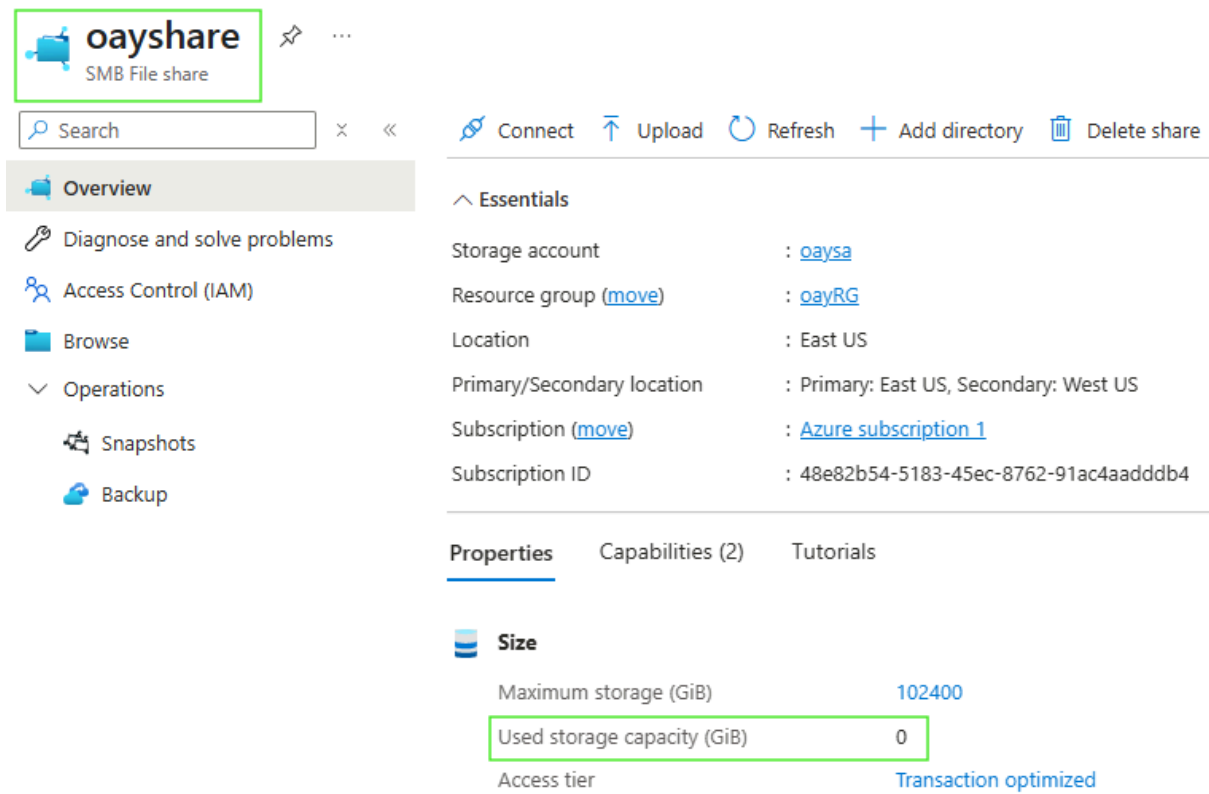 oayshare
SMB File share
Search
Connect Upload Refresh Add directory Delete share
Overview
Diagnose and solve problems
Access Control (IAM)
Browse
Operations
Snapshots
Backup
Essentials
Storage account : oaysa
Resource group (move) : oayRG
Location : East US
Primary/Secondary location : Primary: East US, Secondary: West US
Subscription (move) : Azure subscription 1
Subscription ID : 48e82b54-5183-45ec-8762-91ac4aadddb4
Properties Capabilities (2) Tutorials
Size
Maximum storage (GiB) 102400
Used storage capacity (GiB) 0
Access tier Transaction optimized